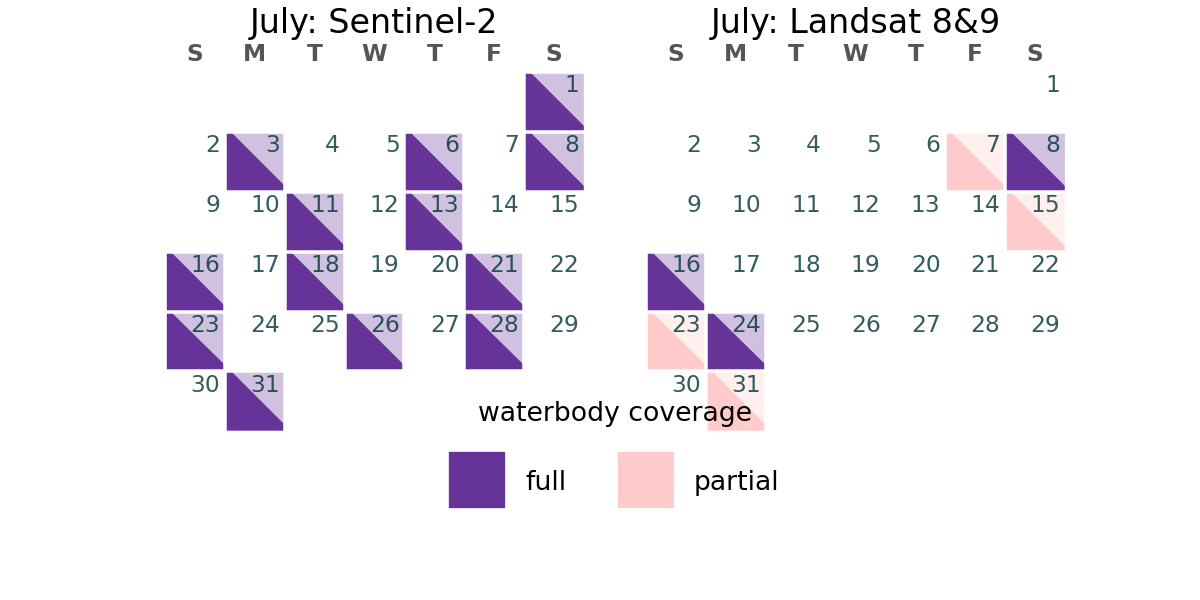 July: Sentinel-2
S M T W T F S
1
2 3 4 5 6 7 8
9 10 11 12 13 14 15
16 17 18 19 20 21 22
23 24 25 26 27 28 29
30 31
July: Landsat 8&9
S M T W T F S
1
2 3 4 5 6 7 8
9 10 11 12 13 14 15
16 17 18 19 20 21 22
23 24 25 26 27 28 29
30 31
waterbody coverage
full partial